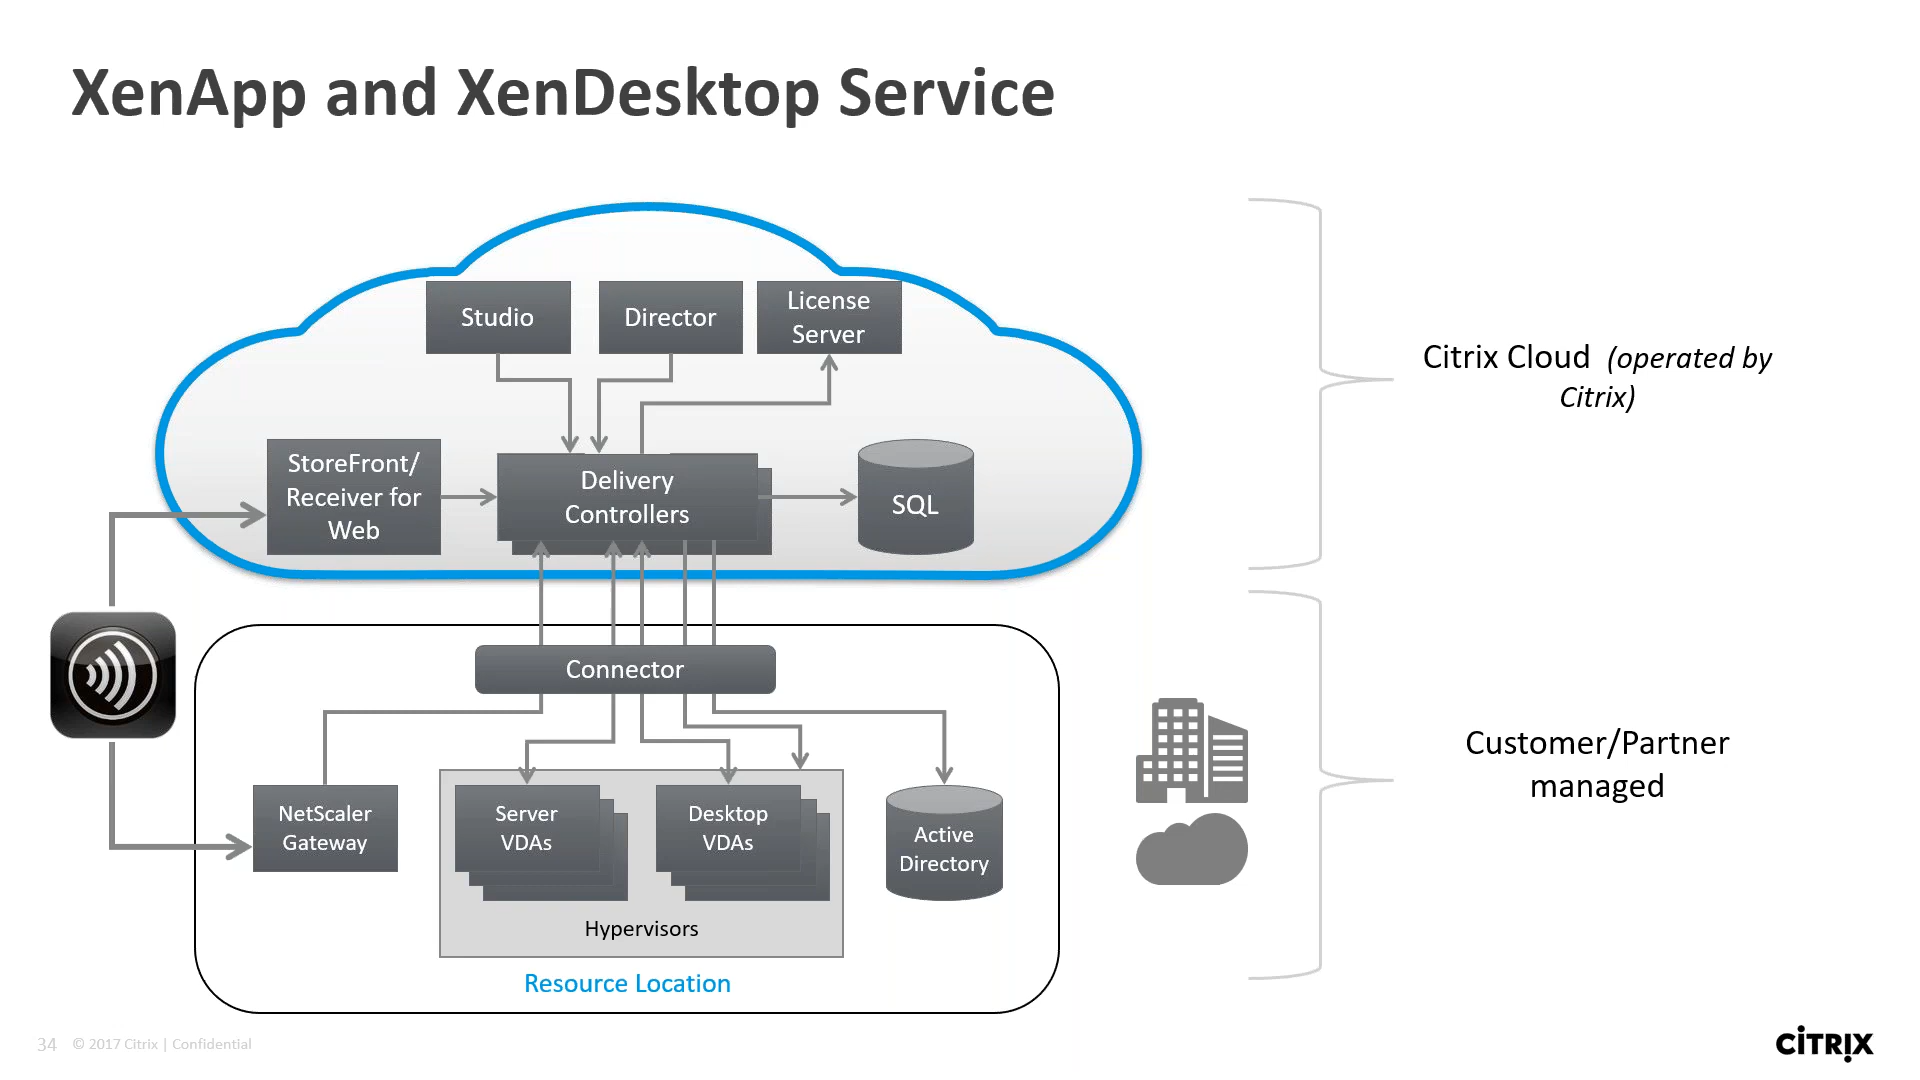 XenApp and XenDesktop Service
Studio
Director
License
Server
StoreFront/
Receiver for
Web
Delivery
Controllers
SQL
Citrix Cloud (operated by
Citrix)
Connector
NetScaler
Gateway
Server
VDAs
Desktop
VDAs
Active
Directory
Hypervisors
Resource Location
Customer/Partner
managed
34 © 2017 Citrix | Confidential
CİTRIX